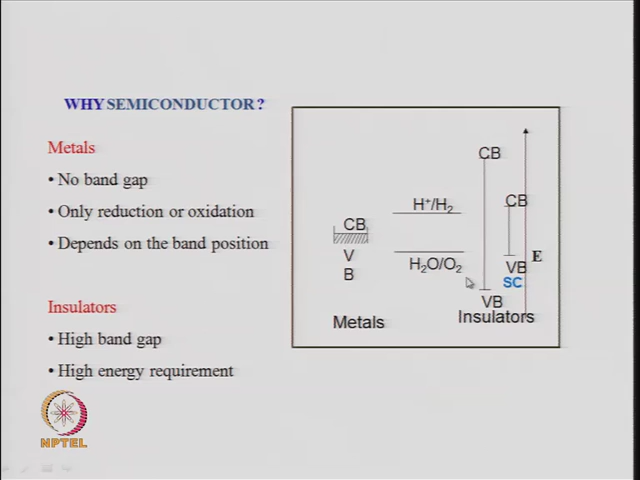 WHY SEMICONDUCTOR ?
Metals
• No band gap
• Only reduction or oxidation
• Depends on the band position
Insulators
• High band gap
• High energy requirement
CB
V
B
Metals
H⁺/H₂
H₂O/O₂
CB
VB
Insulators
CB
VB
SC
E
NPTEL